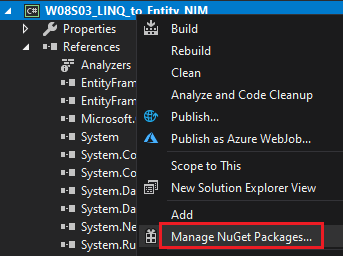 W08S03_LINQ_to_Entity_NIM
Properties
References
Analyzers
EntityFram
EntityFram
Microsoft.
System
System.Co
System.Co
System.Da
System.Da
System.Ne
System.Ru
Build
Rebuild
Clean
Analyze and Code Cleanup
Publish...
Publish as Azure WebJob...
Scope to This
New Solution Explorer View
Add
Manage NuGet Packages...